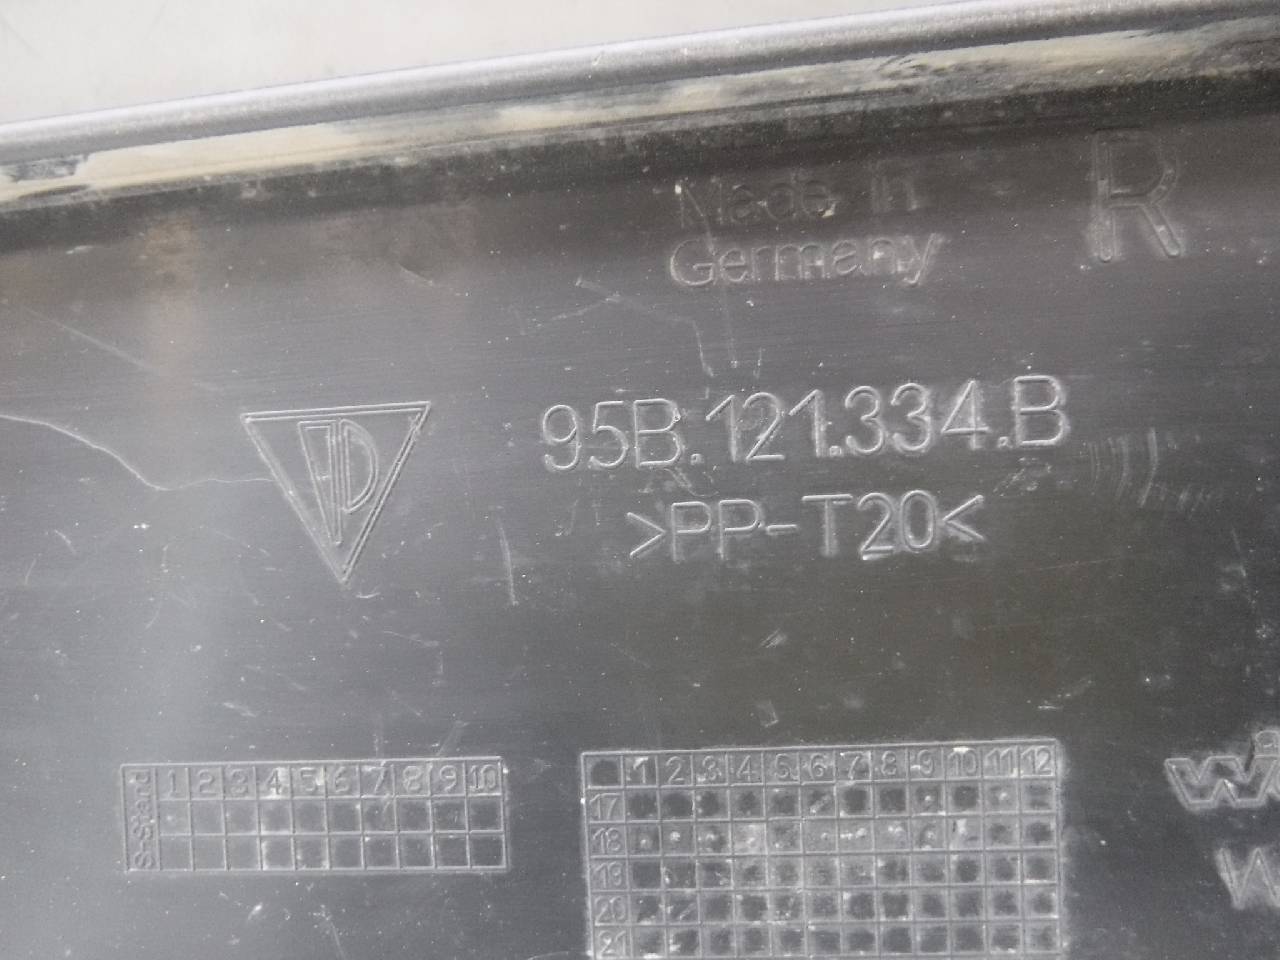 Made in
Germany
R
95B.121.334.B
>PP-T20<
S-Stand 1 2 3 4 5 6 7 8 9 10
1 2 3 4 5 6 7 8 9 10 11 12
17
18
19
20
21